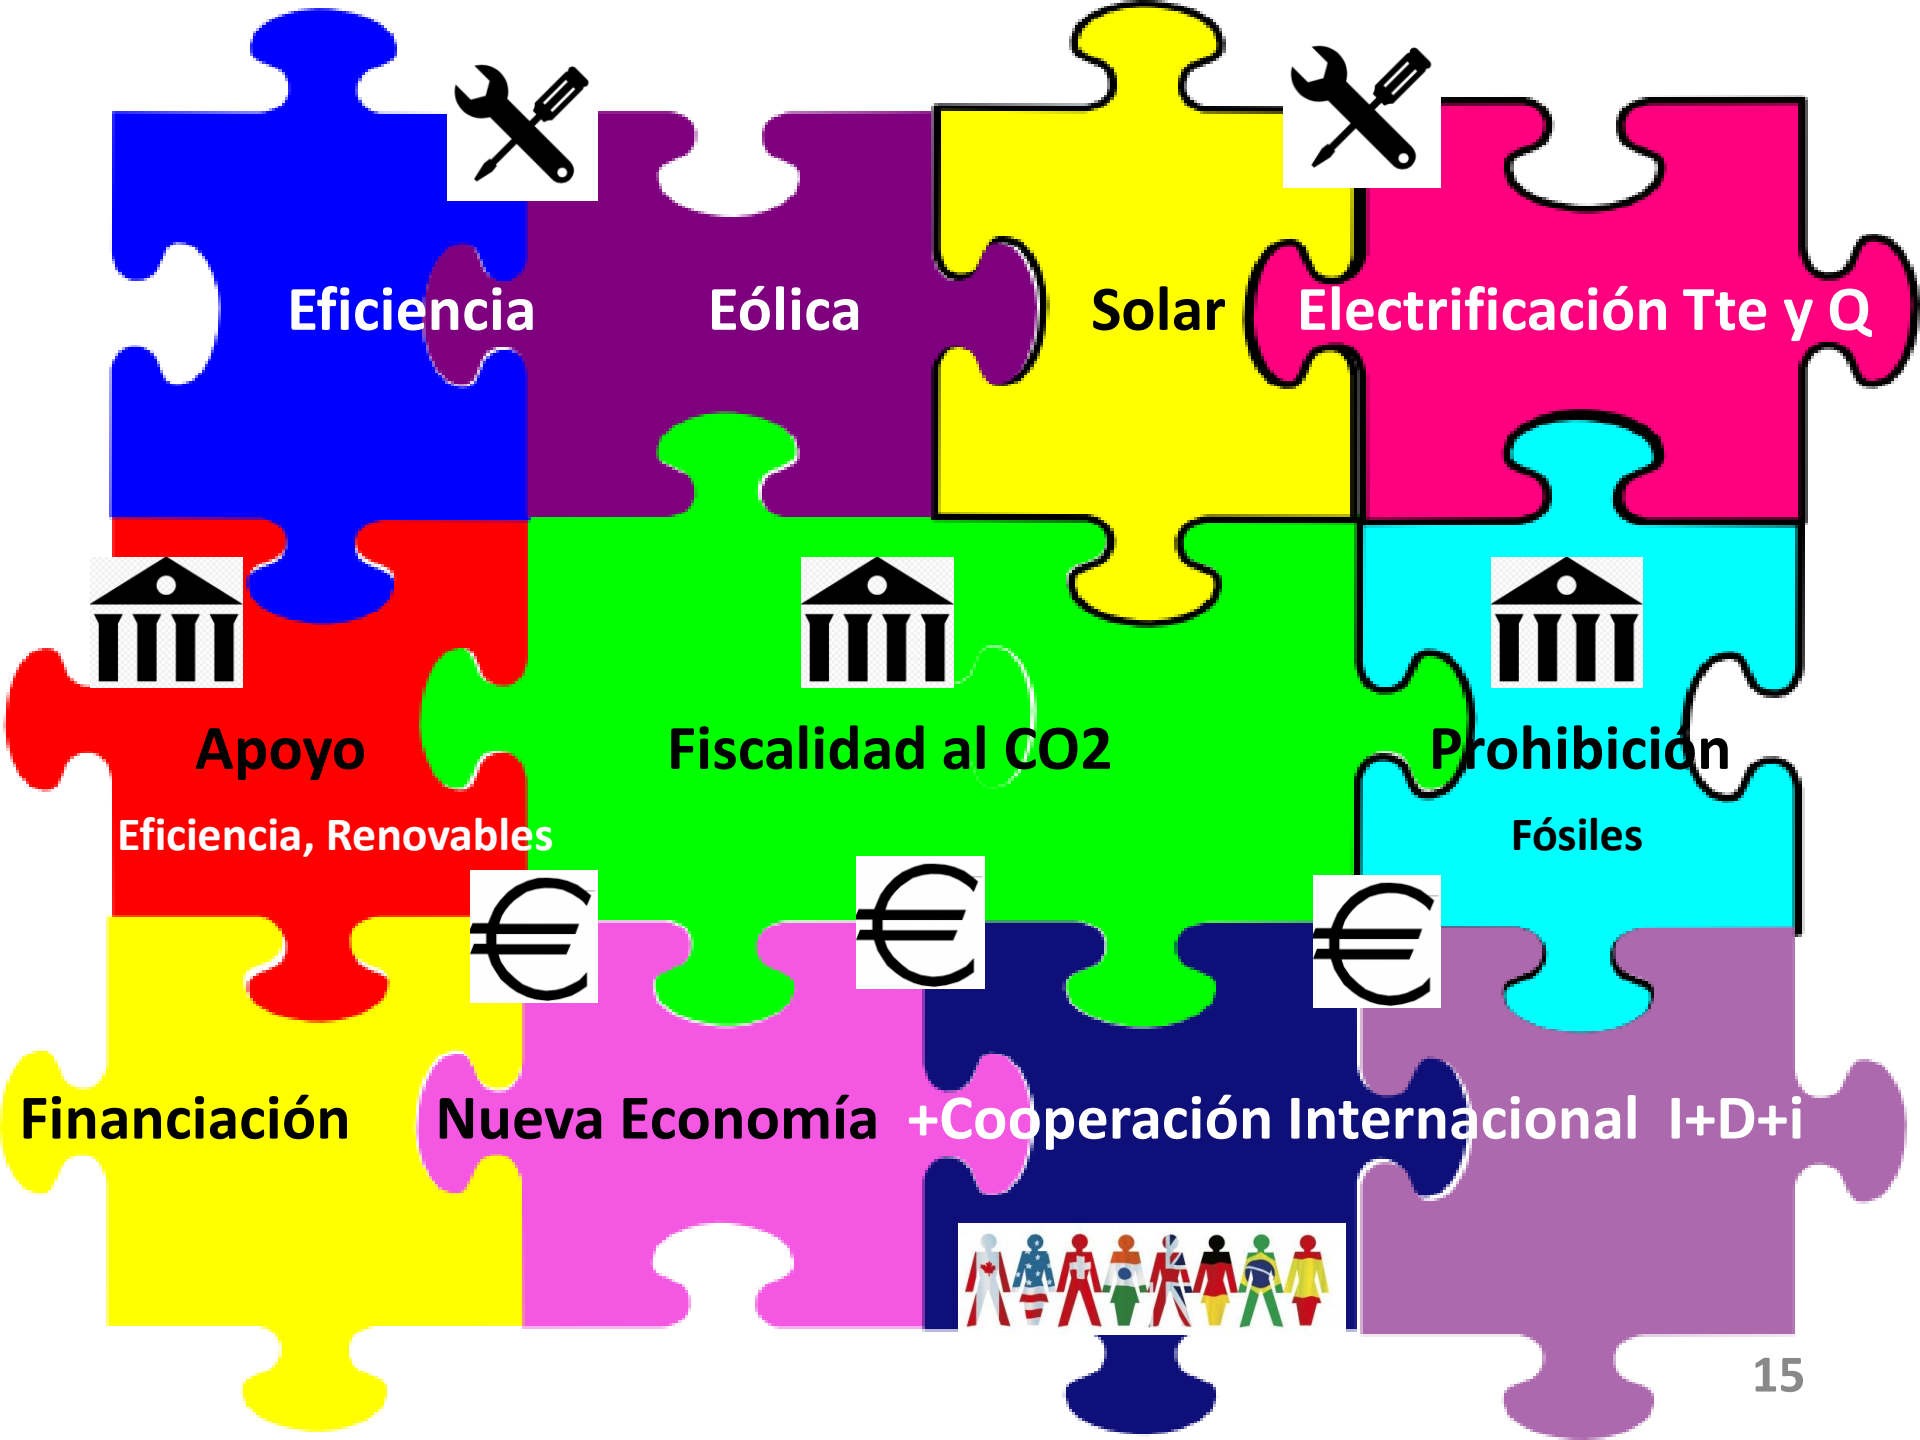 Eficiencia
Eólica
Solar
Electrificación Tte y Q
Apoyo
Eficiencia, Renovables
Fiscalidad al CO2
Prohibición
Fósiles
Financiación
Nueva Economía
+Cooperación Internacional
I+D+i
15